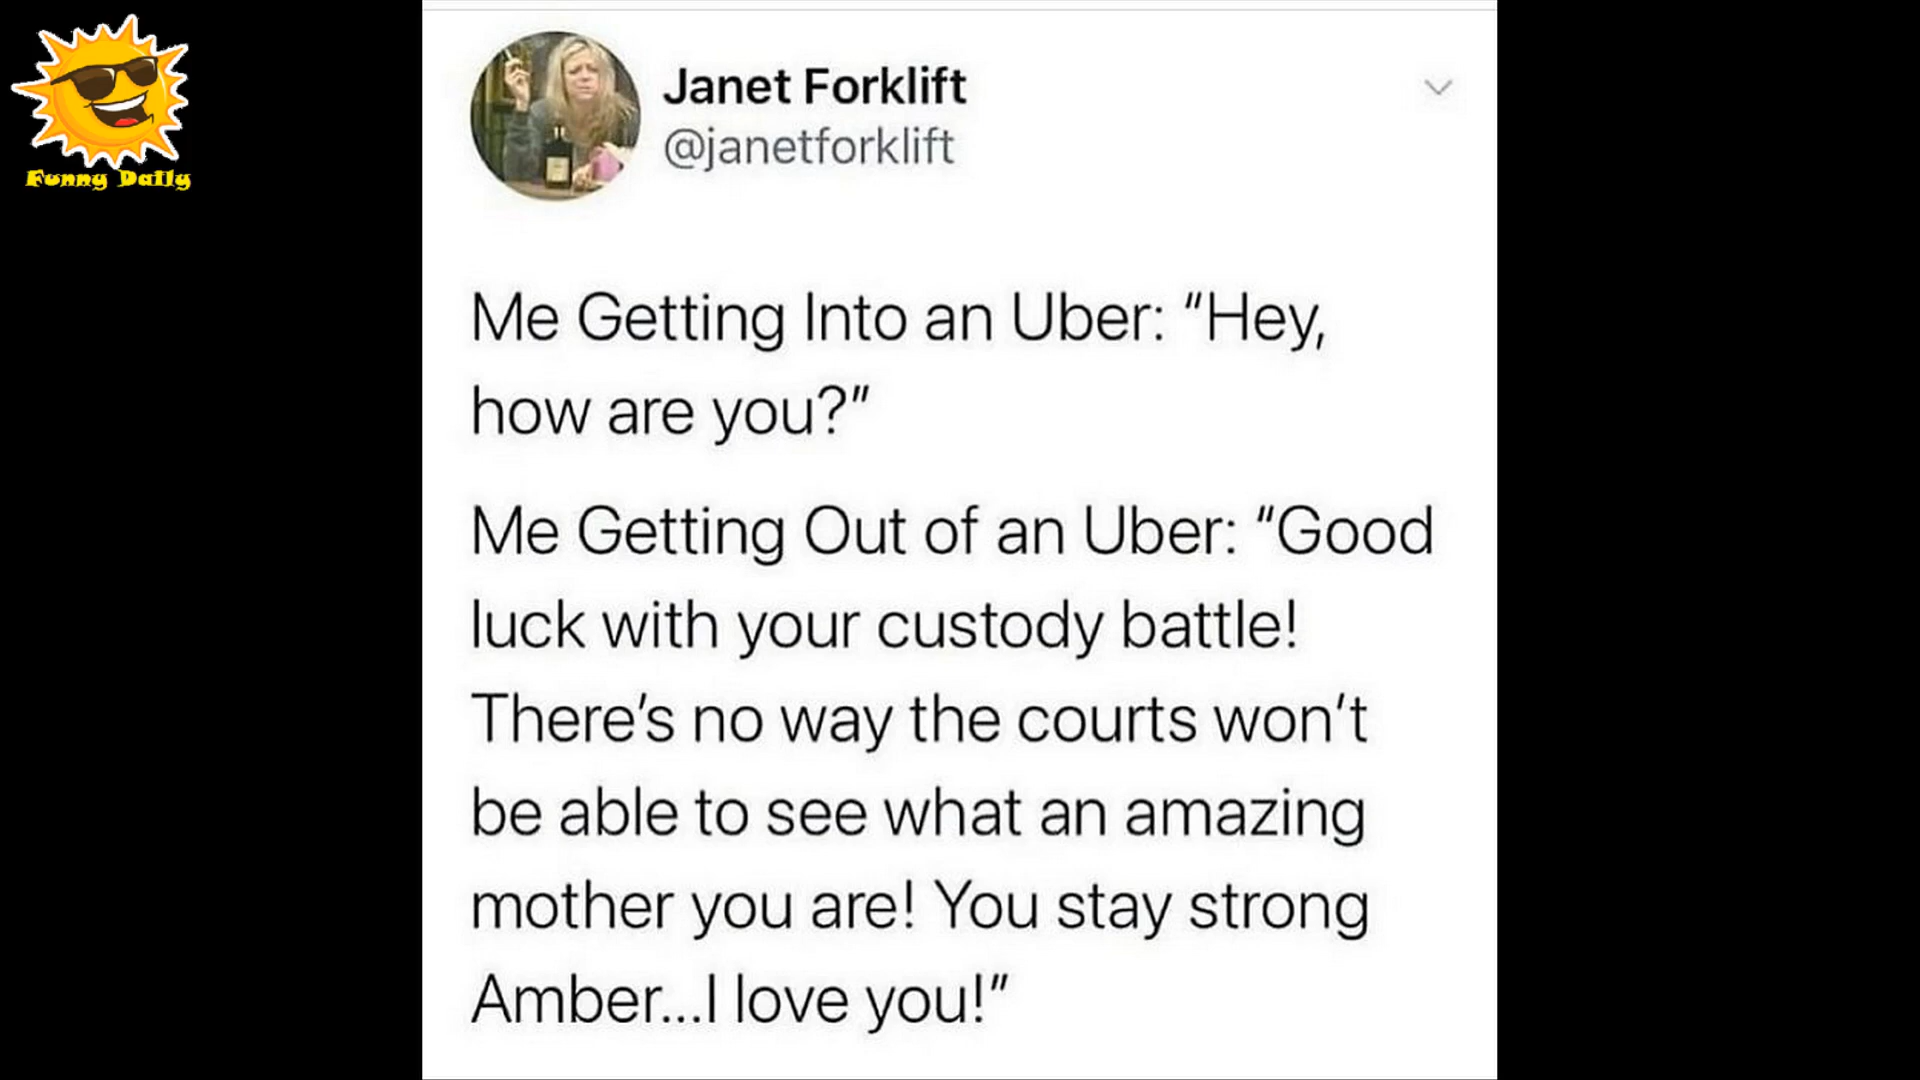 Funny Daily
Janet Forklift
@janetforklift
Me Getting Into an Uber: “Hey,
how are you?”
Me Getting Out of an Uber: “Good
luck with your custody battle!
There’s no way the courts won’t
be able to see what an amazing
mother you are! You stay strong
Amber...I love you!”